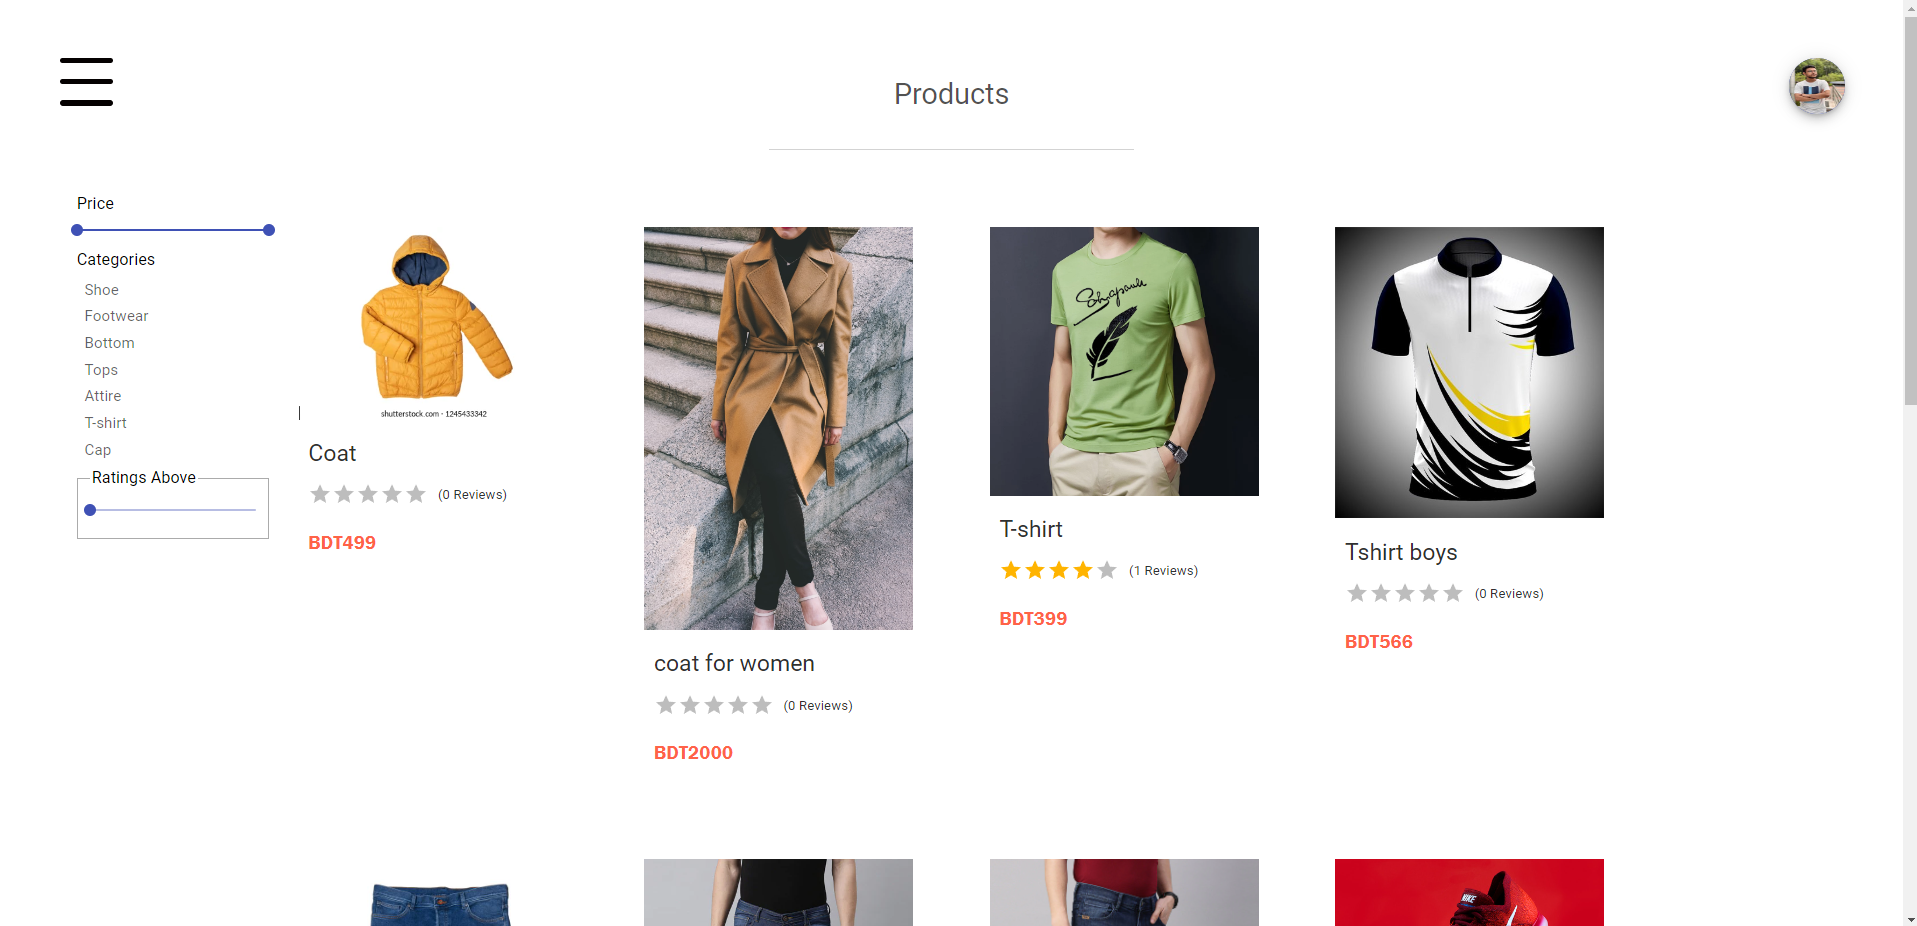 Products
Price
Categories
Shoe
Footwear
Bottom
Tops
Attire
T-shirt
Cap
Ratings Above
shutterstock.com · 1245433342
Coat
(0 Reviews)
BDT499
coat for women
(0 Reviews)
BDT2000
T-shirt
(1 Reviews)
BDT399
Tshirt boys
(0 Reviews)
BDT566
NIKE